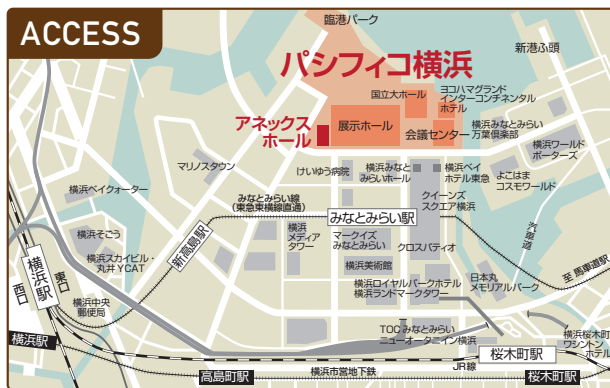 ACCESS
臨港パーク
新港ふ頭
パシフィコ横浜
国立大ホール
ヨコハマグランド
インターコンチネンタル
ホテル
アネックス
ホール
展示ホール
会議センター
横浜みなとみらい
万葉倶楽部
横浜ワールド
ポーターズ
マリノスタウン
けいゆう病院
横浜みなと
みらいホール
横浜ベイ
ホテル東急
よこはま
コスモワールド
横浜ベイクォーター
みなとみらい線
(東急東横線直通)
クイーンズ
スクエア横浜
汽車道
みなとみらい駅
新高島駅
横浜そごう
横浜
メディア
タワー
マークイズ
みなとみらい
クロスパティオ
横浜スカイビル・
丸井YCAT
横浜駅
東口
西口
横浜美術館
至 馬車道駅
日本丸
メモリアルパーク
横浜ロイヤルパークホテル
横浜ランドマークタワー
横浜中央
郵便局
TOCみなとみらい
ニューオータニイン横浜
横浜桜木町
ワシントン
ホテル
横浜駅
桜木町駅
JR線
高島町駅
横浜市営地下鉄
桜木町駅